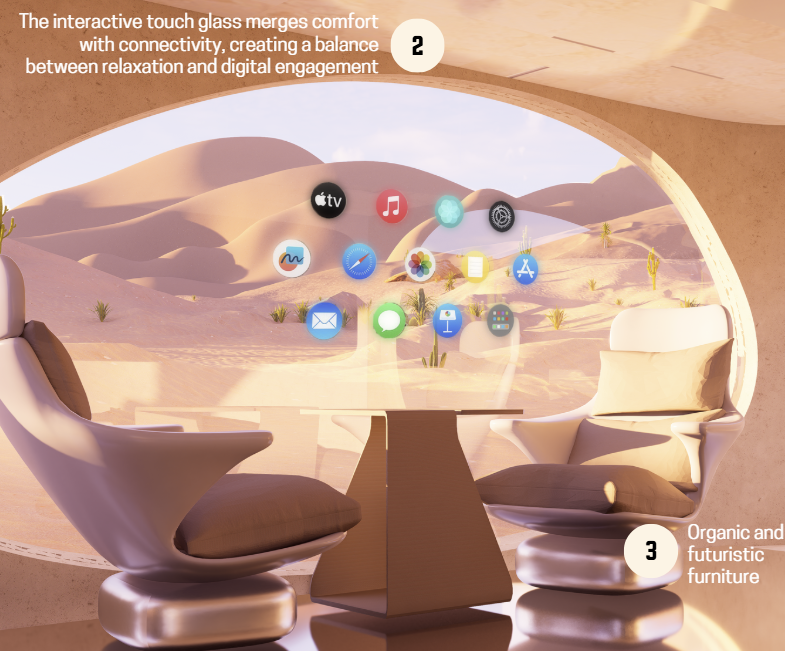 The interactive touch glass merges comfort
with connectivity, creating a balance
between relaxation and digital engagement
2
tv
3
Organic and
futuristic
furniture